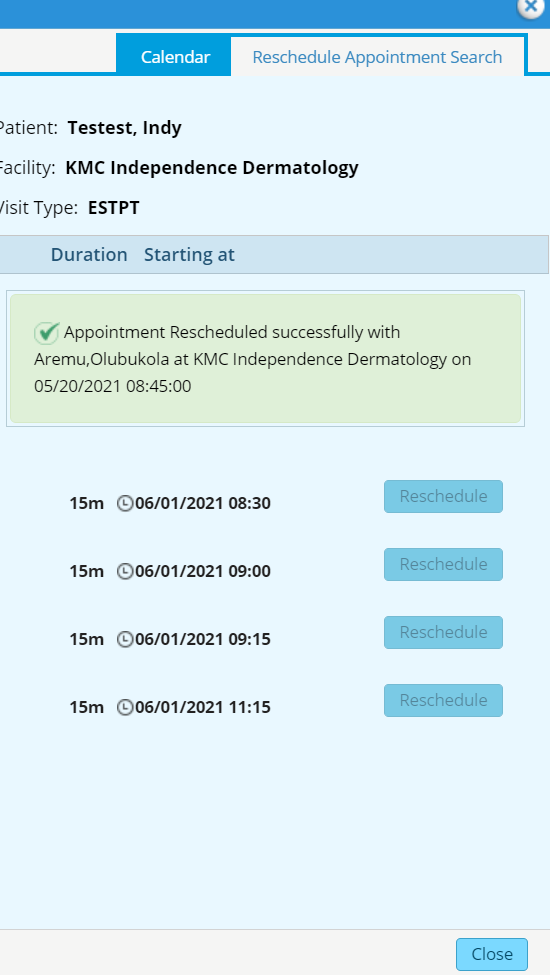 Calendar Reschedule Appointment Search
Patient: Testest, Indy
Facility: KMC Independence Dermatology
Visit Type: ESTPT
Duration Starting at
Appointment Rescheduled successfully with
Aremu,Olubukola at KMC Independence Dermatology on
05/20/2021 08:45:00
15m 06/01/2021 08:30 Reschedule
15m 06/01/2021 09:00 Reschedule
15m 06/01/2021 09:15 Reschedule
15m 06/01/2021 11:15 Reschedule
Close